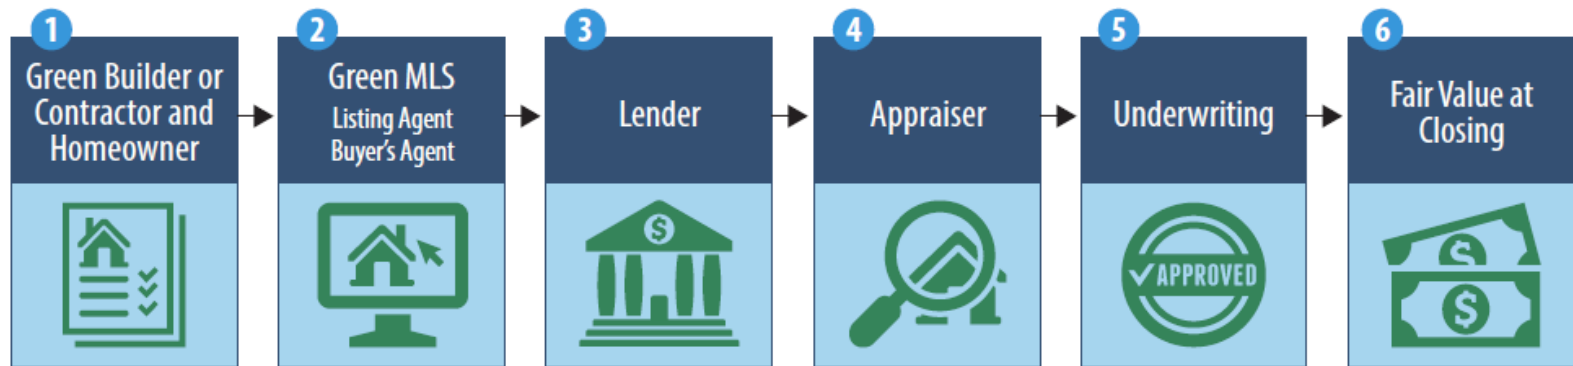 1
Green Builder or
Contractor and
Homeowner
2
Green MLS
Listing Agent
Buyer’s Agent
3
Lender
$
4
Appraiser
5
Underwriting
APPROVED
6
Fair Value at
Closing
$
$